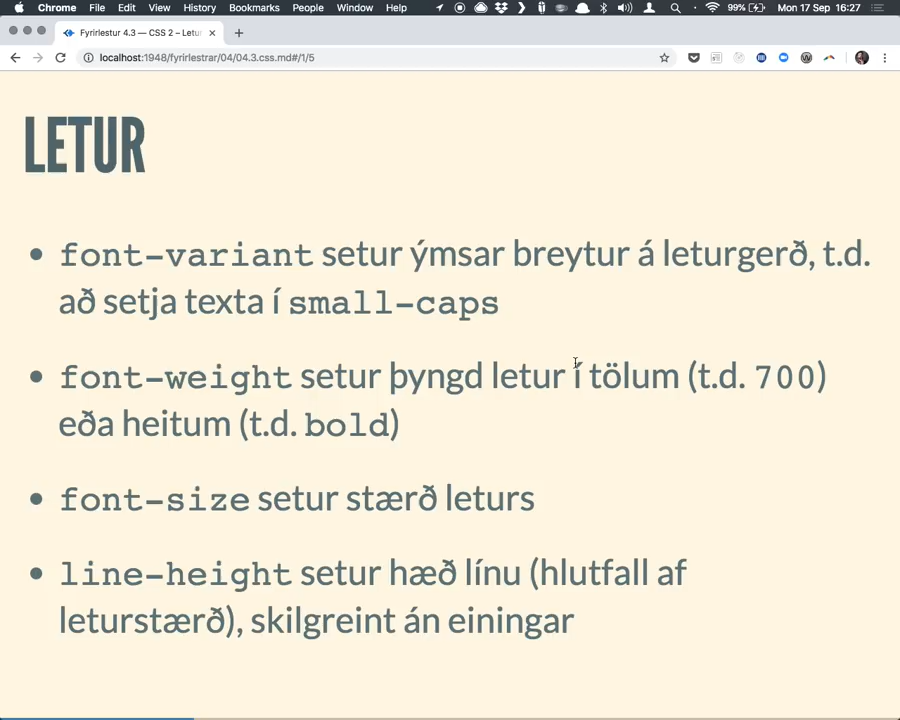 Chrome File Edit View History Bookmarks People Window Help 99% Mon 17 Sep 16:27
Fyrirlestur 4.3 — CSS 2 – Letu
localhost:1948/fyrirlestrar/04/04.3.css.md#/1/5
LETUR
• font-variant setur ýmsar breytur á leturgerð, t.d.
að setja texta í small-caps
• font-weight setur þyngd letur í tölum (t.d. 700)
eða heitum (t.d. bold)
• font-size setur stærð leturs
• line-height setur hæð línu (hlutfall af
leturstærð), skilgreint án einingar